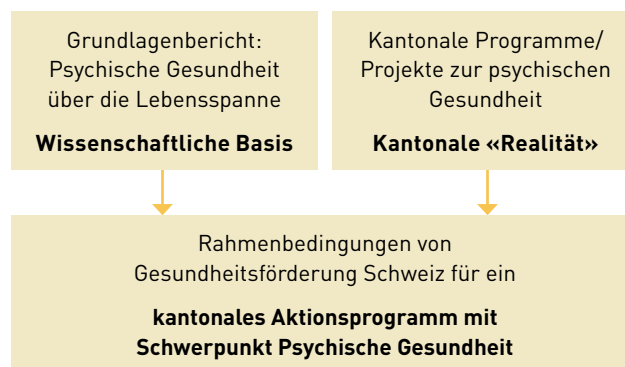 Grundlagenbericht:
Psychische Gesundheit
über die Lebensspanne
Wissenschaftliche Basis
Kantonale Programme/
Projekte zur psychischen
Gesundheit
Kantonale «Realität»
Rahmenbedingungen von
Gesundheitsförderung Schweiz für ein
kantonales Aktionsprogramm mit
Schwerpunkt Psychische Gesundheit